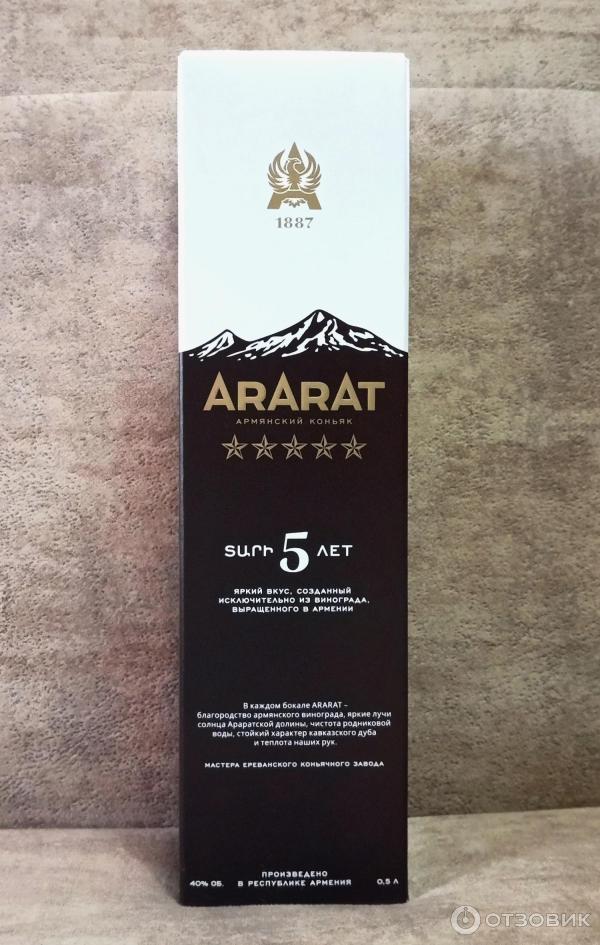 1887
ARARAT
АРМЯНСКИЙ КОНЬЯК
ՏԱՐԻ 5 ЛЕТ
ЯРКИЙ ВКУС, СОЗДАННЫЙ
ИСКЛЮЧИТЕЛЬНО ИЗ ВИНОГРАДА,
ВЫРАЩЕННОГО В АРМЕНИИ
В каждом бокале ARARAT –
благородство армянского винограда, яркие лучи
солнца Араратской долины, чистота родниковой
воды, стойкий характер кавказского дуба
и теплота наших рук.
МАСТЕРА ЕРЕВАНСКОГО КОНЬЯЧНОГО ЗАВОДА
ПРОИЗВЕДЕНО
40% ОБ. В РЕСПУБЛИКЕ АРМЕНИЯ 0,5 Л
ОТЗОВИК